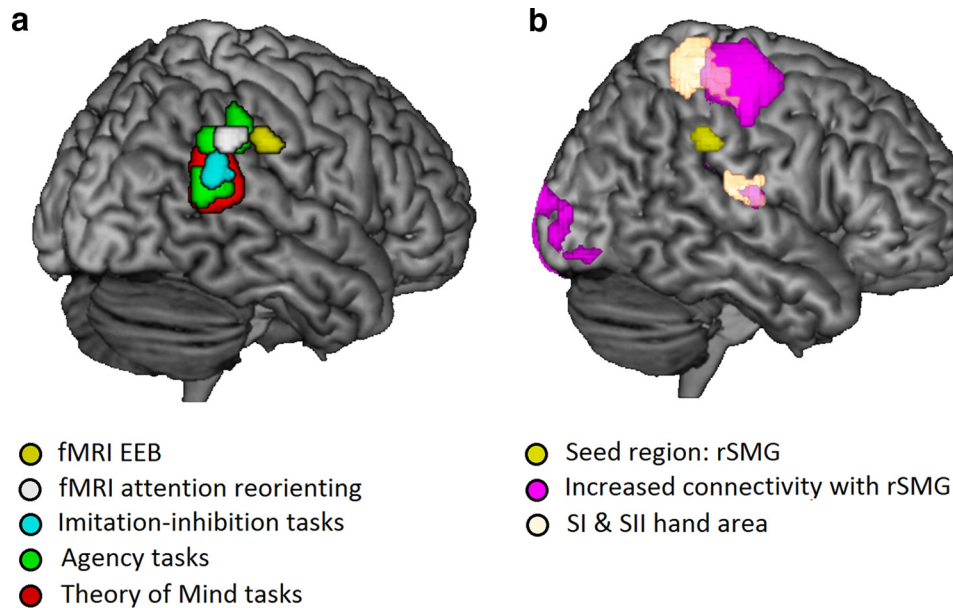 a
b
fMRI EEB
fMRI attention reorienting
Imitation-inhibition tasks
Agency tasks
Theory of Mind tasks
Seed region: rSMG
Increased connectivity with rSMG
SI & SII hand area